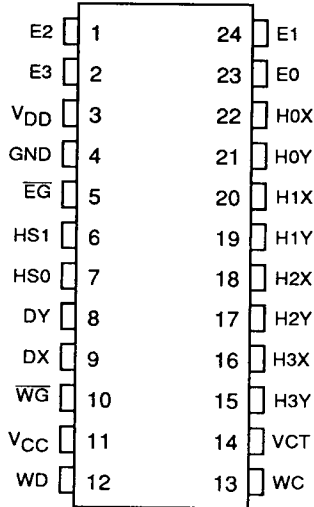 E2 1 24 E1
E3 2 23 E0
VDD 3 22 H0X
GND 4 21 H0Y
E̅G̅ 5 20 H1X
HS1 6 19 H1Y
HS0 7 18 H2X
DY 8 17 H2Y
DX 9 16 H3X
W̅G̅ 10 15 H3Y
VCC 11 14 VCT
WD 12 13 WC